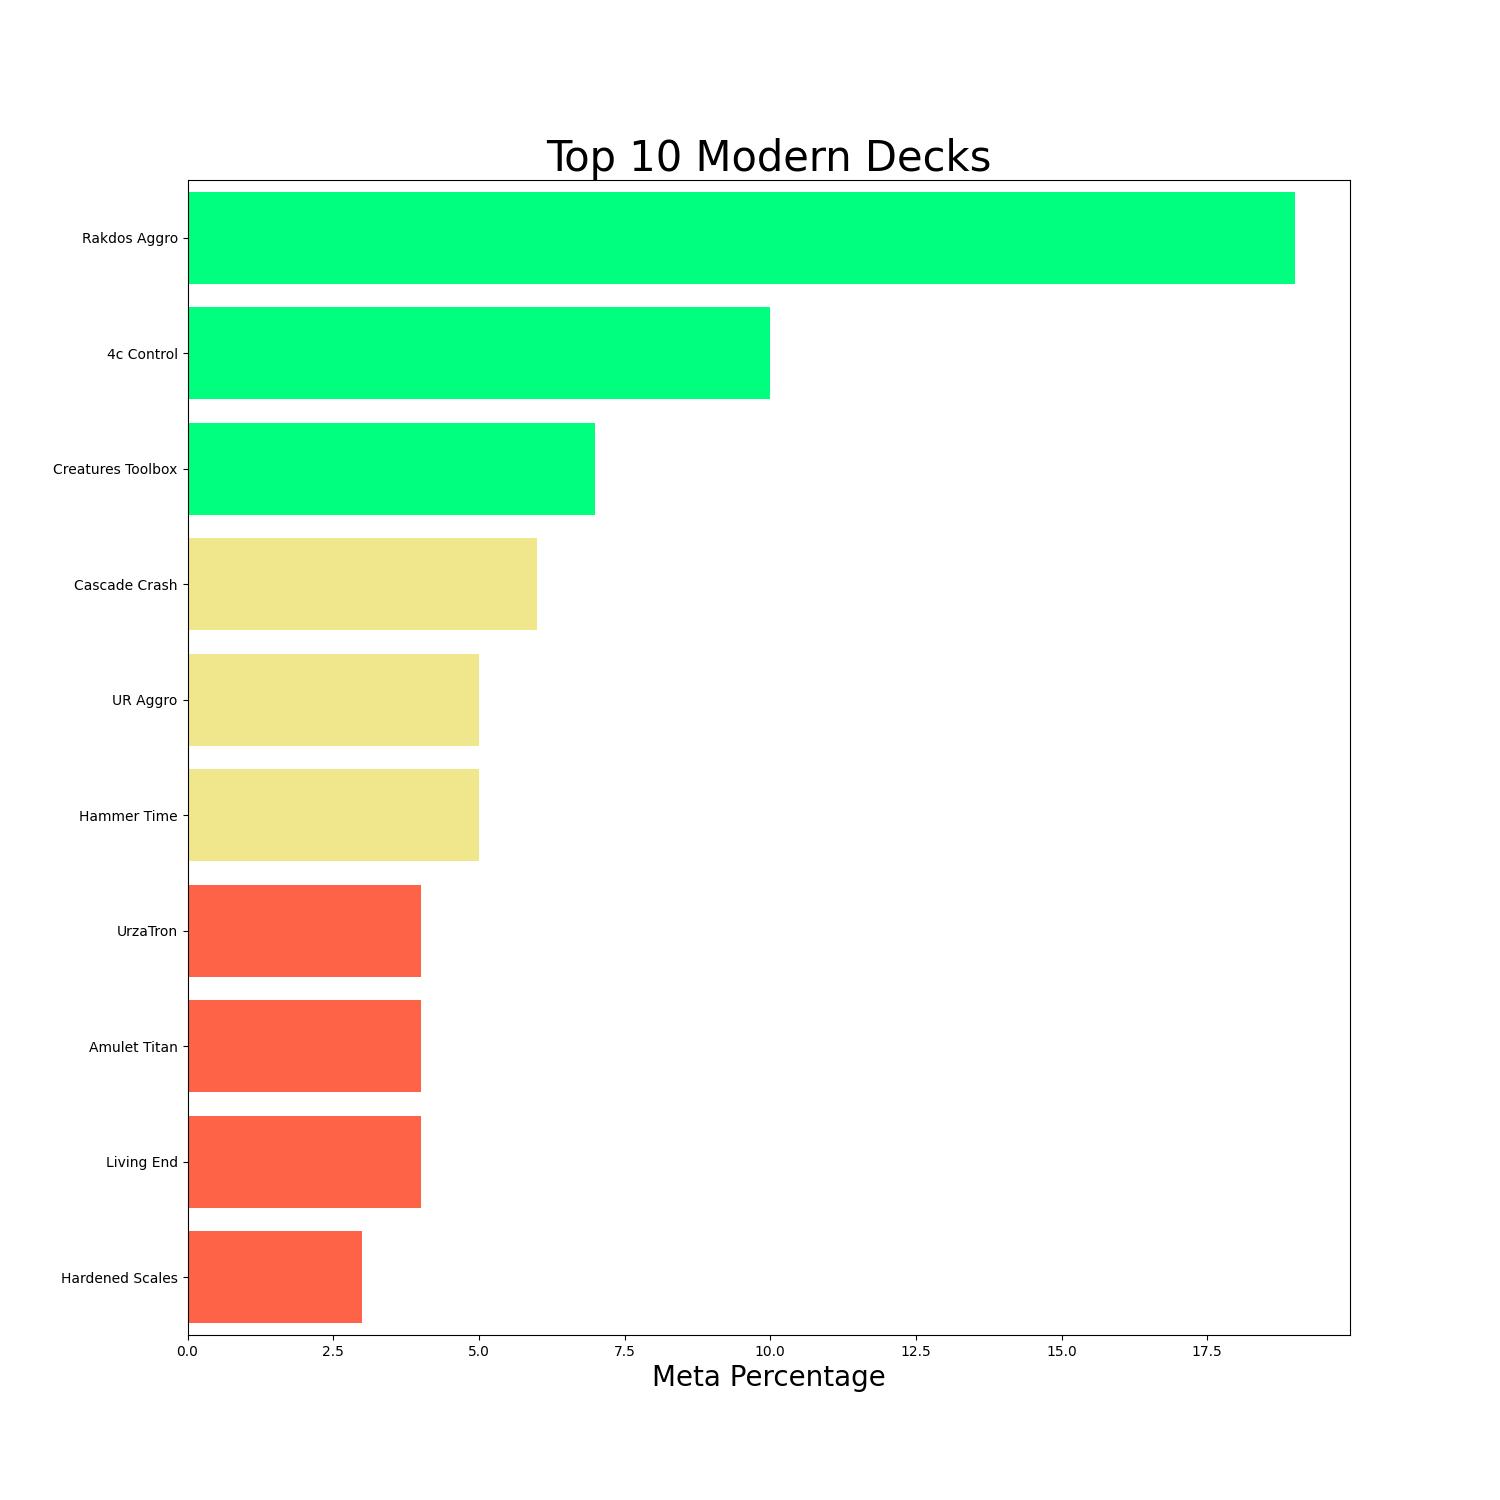 Top 10 Modern Decks
Rakdos Aggro
4c Control
Creatures Toolbox
Cascade Crash
UR Aggro
Hammer Time
UrzaTron
Amulet Titan
Living End
Hardened Scales
0.0 2.5 5.0 7.5 10.0 12.5 15.0 17.5
Meta Percentage